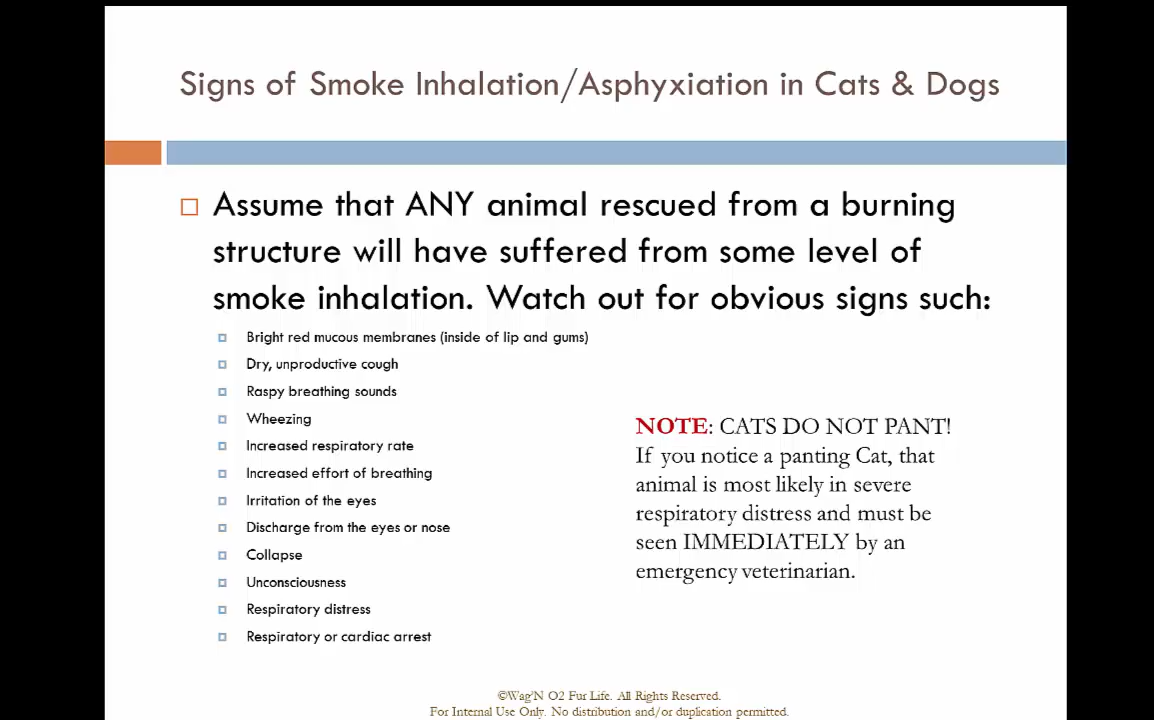 Signs of Smoke Inhalation/Asphyxiation in Cats & Dogs
Assume that ANY animal rescued from a burning
structure will have suffered from some level of
smoke inhalation. Watch out for obvious signs such:
Bright red mucous membranes (inside of lip and gums)
Dry, unproductive cough
Raspy breathing sounds
Wheezing
Increased respiratory rate
Increased effort of breathing
Irritation of the eyes
Discharge from the eyes or nose
Collapse
Unconsciousness
Respiratory distress
Respiratory or cardiac arrest
NOTE: CATS DO NOT PANT!
If you notice a panting Cat, that
animal is most likely in severe
respiratory distress and must be
seen IMMEDIATELY by an
emergency veterinarian.
©Wag'N O2 Fur Life. All Rights Reserved.
For Internal Use Only. No distribution and/or duplication permitted.